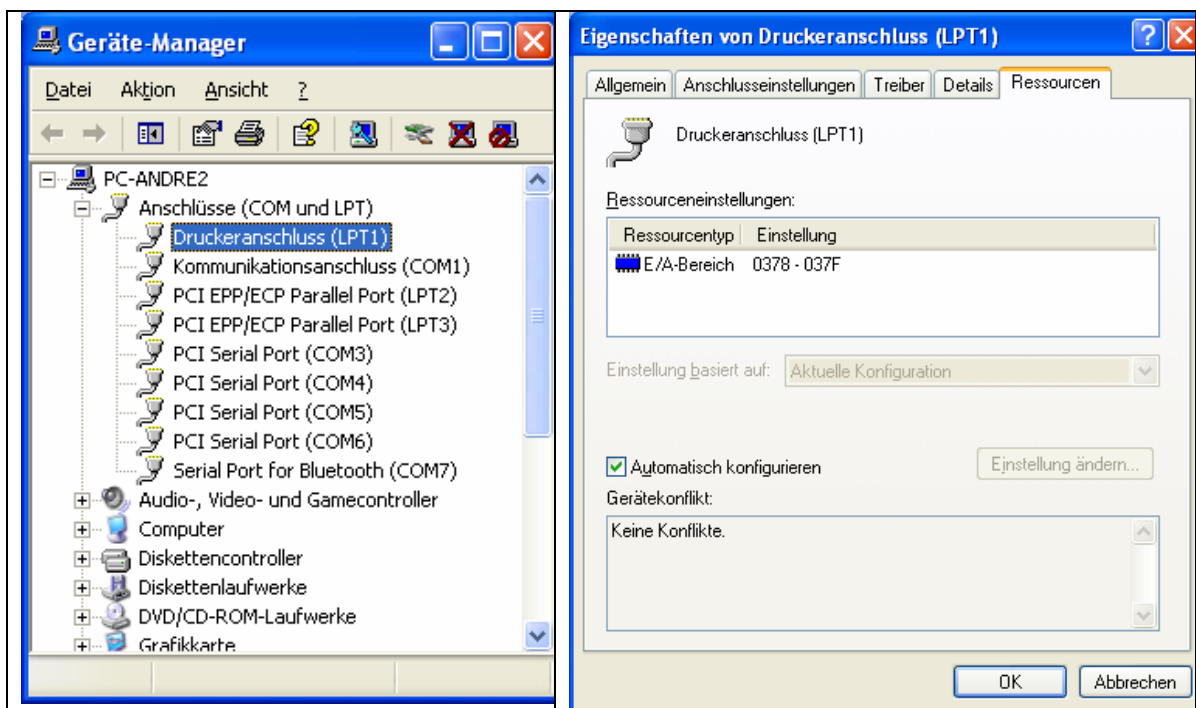 Geräte-Manager
Datei Aktion Ansicht ?
PC-ANDRE2
Anschlüsse (COM und LPT)
Druckeranschluss (LPT1)
Kommunikationsanschluss (COM1)
PCI EPP/ECP Parallel Port (LPT2)
PCI EPP/ECP Parallel Port (LPT3)
PCI Serial Port (COM3)
PCI Serial Port (COM4)
PCI Serial Port (COM5)
PCI Serial Port (COM6)
Serial Port for Bluetooth (COM7)
Audio-, Video- und Gamecontroller
Computer
Diskettencontroller
Diskettenlaufwerke
DVD/CD-ROM-Laufwerke
Grafikkarte
Eigenschaften von Druckeranschluss (LPT1)
Allgemein Anschlusseinstellungen Treiber Details Ressourcen
Druckeranschluss (LPT1)
Ressourceneinstellungen:
Ressourcentyp Einstellung
E/A-Bereich 0378 - 037F
Einstellung basiert auf: Aktuelle Konfiguration
Automatisch konfigurieren Einstellung ändern...
Gerätekonflikt:
Keine Konflikte.
OK Abbrechen